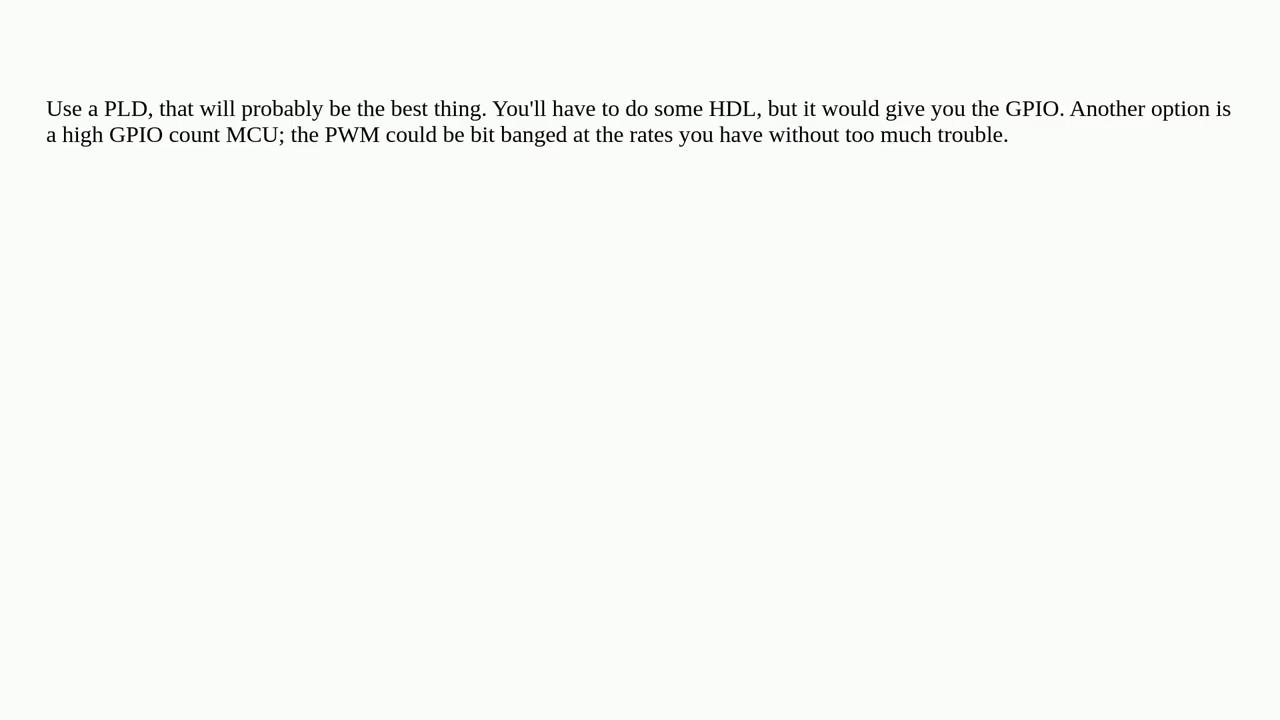 Use a PLD, that will probably be the best thing. You'll have to do some HDL, but it would give you the GPIO. Another option is
a high GPIO count MCU; the PWM could be bit banged at the rates you have without too much trouble.